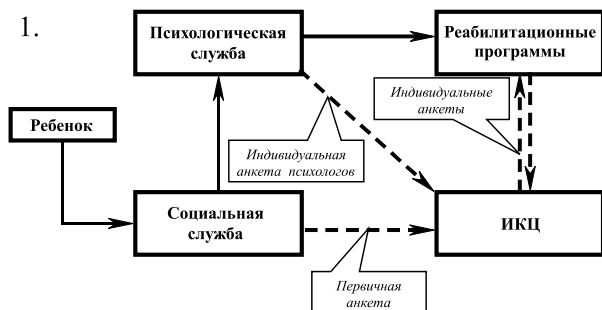 1.
Психологическая
служба
Реабилитационные
программы
Индивидуальные
анкеты
Ребенок
Индивидуальная
анкета психологов
Социальная
служба
ИКЦ
Первичная
анкета